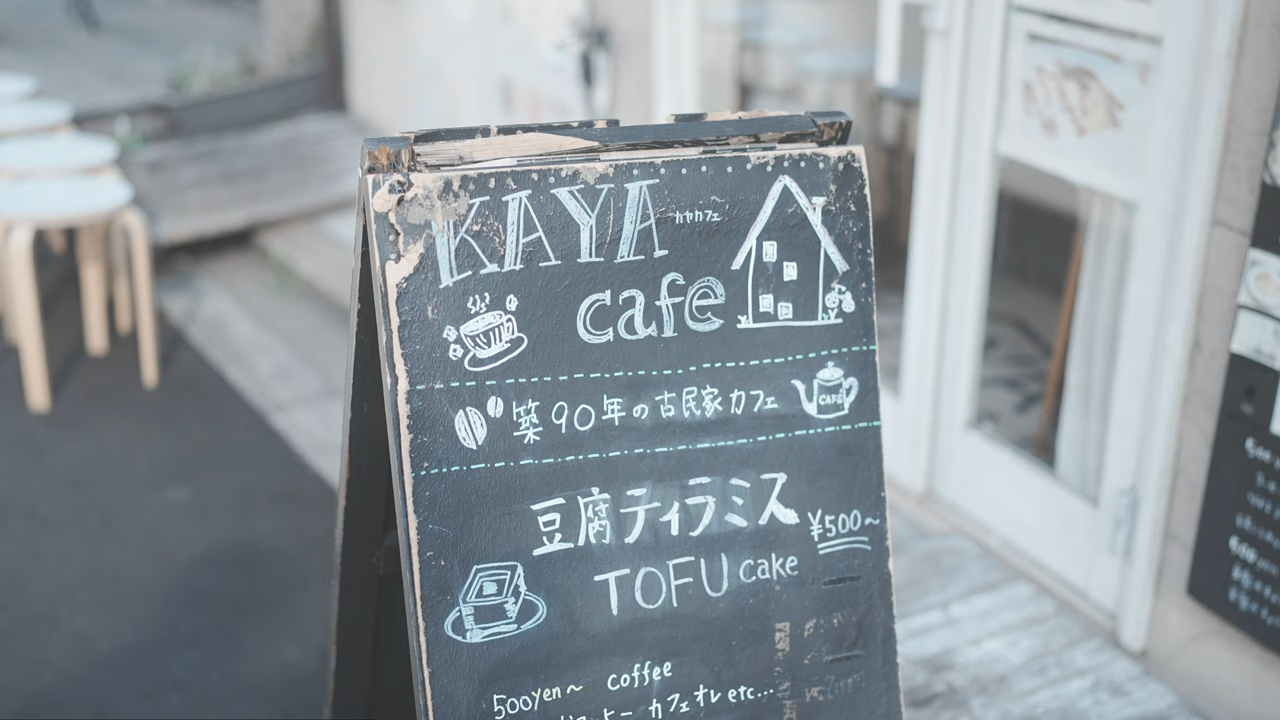 KAYA カヤカフェ
cafe
築90年の古民家カフェ
CAFE
豆腐ティラミス ¥500~
TOFU cake
500yen~ coffee
カフェオレ etc...